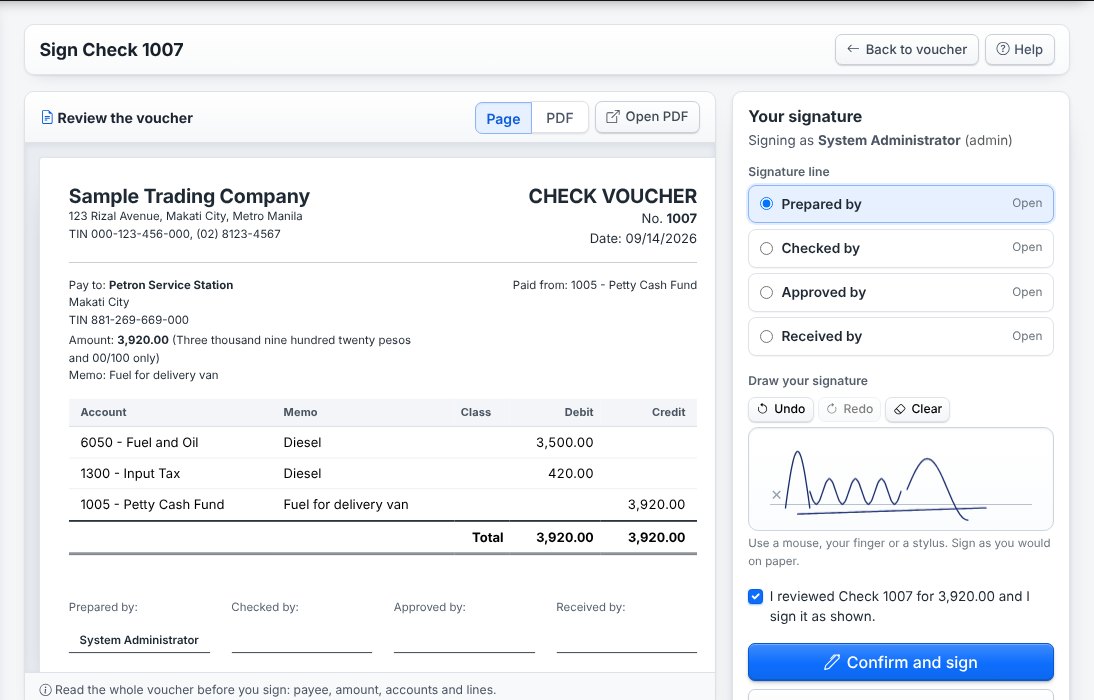 Sign Check 1007
Back to voucher
Help
Review the voucher
Page
PDF
Open PDF
Sample Trading Company
123 Rizal Avenue, Makati City, Metro Manila
TIN 000-123-456-000, (02) 8123-4567
CHECK VOUCHER
No. 1007
Date: 09/14/2026
Pay to: Petron Service Station
Makati City
TIN 881-269-669-000
Amount: 3,920.00 (Three thousand nine hundred twenty pesos
and 00/100 only)
Memo: Fuel for delivery van
Paid from: 1005 - Petty Cash Fund
Account Memo Class Debit Credit
6050 - Fuel and Oil Diesel 3,500.00
1300 - Input Tax Diesel 420.00
1005 - Petty Cash Fund Fuel for delivery van 3,920.00
Total 3,920.00 3,920.00
Prepared by: Checked by: Approved by: Received by:
System Administrator
Read the whole voucher before you sign: payee, amount, accounts and lines.
Your signature
Signing as System Administrator (admin)
Signature line
Prepared by Open
Checked by Open
Approved by Open
Received by Open
Draw your signature
Undo
Redo
Clear
Use a mouse, your finger or a stylus. Sign as you would
on paper.
I reviewed Check 1007 for 3,920.00 and I
sign it as shown.
Confirm and sign